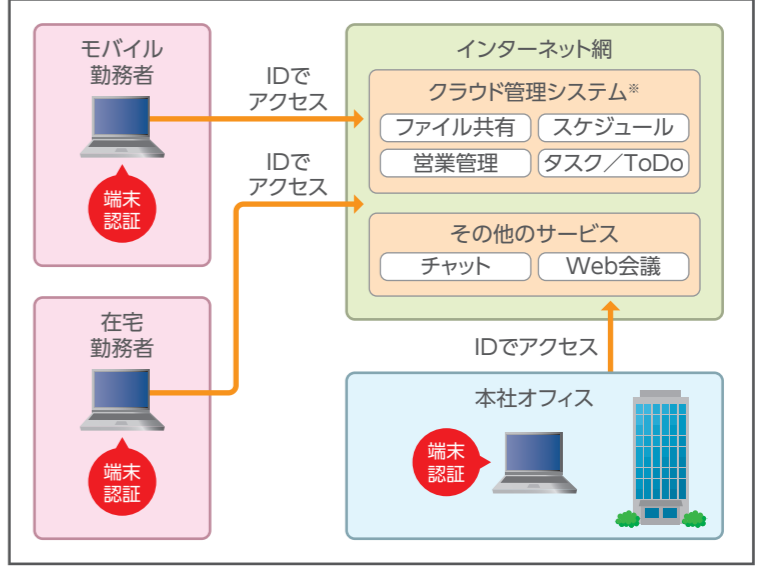 モバイル
勤務者
端末
認証
IDで
アクセス
IDで
アクセス
インターネット網
クラウド管理システム※
ファイル共有
スケジュール
営業管理
タスク／ToDo
その他のサービス
チャット
Web会議
在宅
勤務者
端末
認証
IDでアクセス
本社オフィス
端末
認証